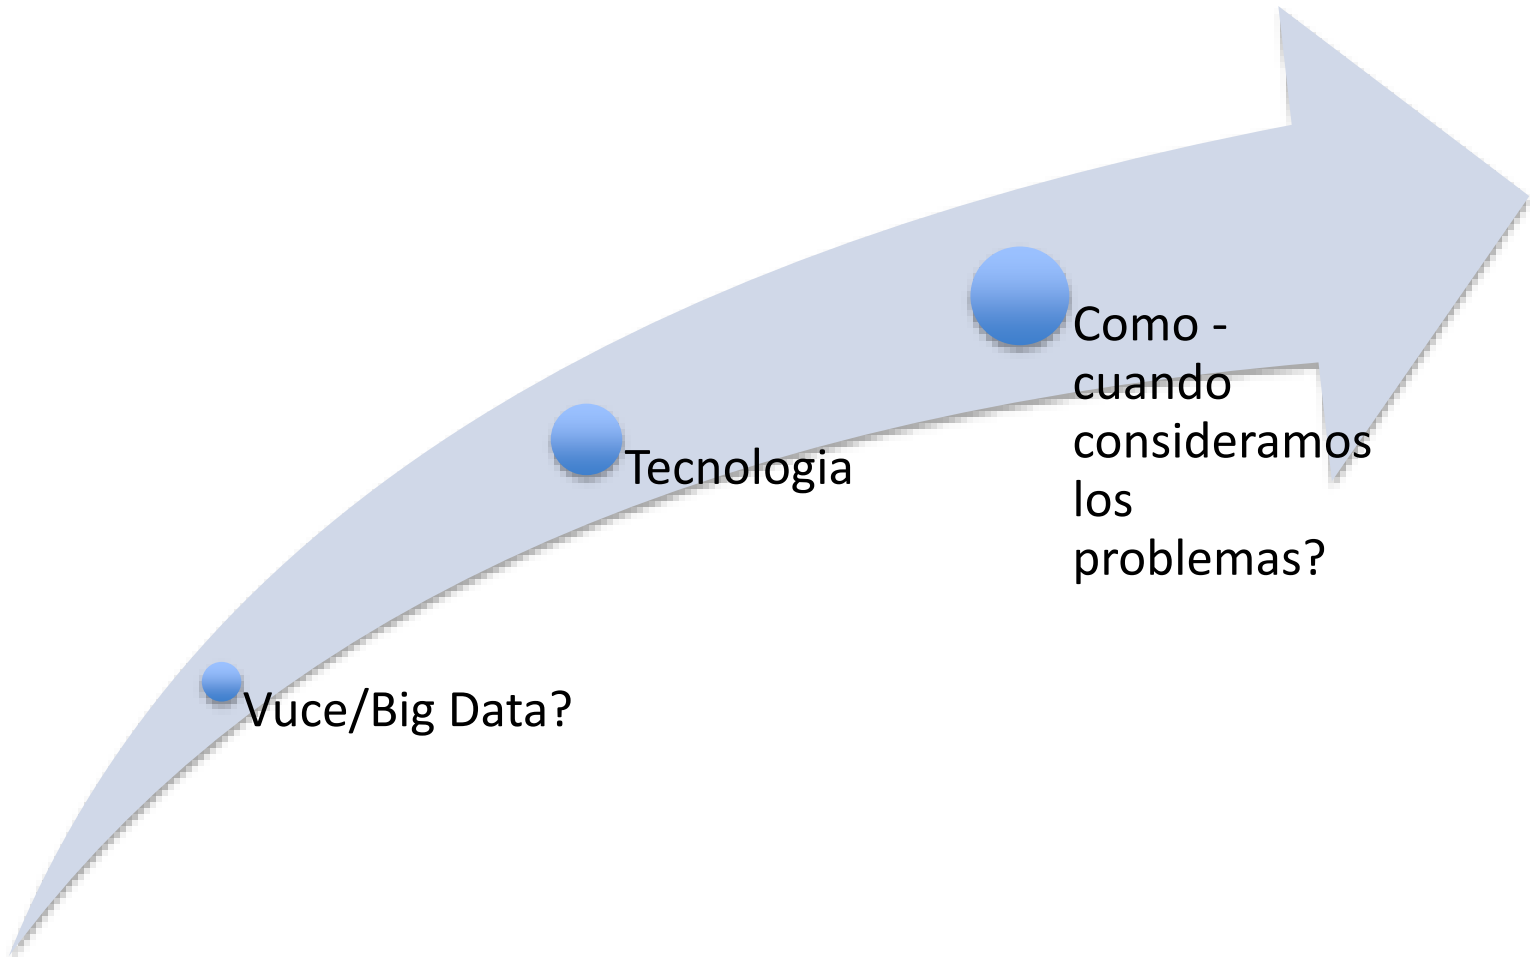 Vuce/Big Data?
Tecnologia
Como -
cuando
consideramos
los
problemas?